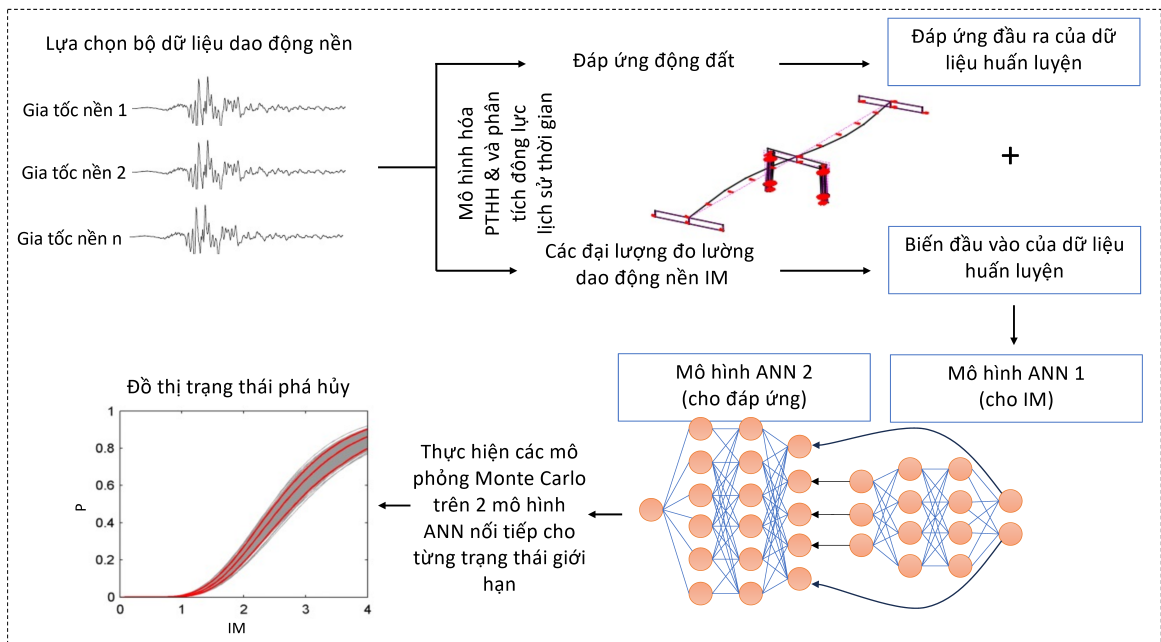 Lựa chọn bộ dữ liệu dao động nền
Gia tốc nền 1
Gia tốc nền 2
Gia tốc nền n
Mô hình hóa
PTHH & và phân
tích đông lực
lịch sử thời gian
Đáp ứng động đất
Đáp ứng đầu ra của dữ
liệu huấn luyện
+
Các đại lượng đo lường
dao động nền IM
Biến đầu vào của dữ liệu
huấn luyện
Mô hình ANN 2
(cho đáp ứng)
Mô hình ANN 1
(cho IM)
Thực hiện các mô
phỏng Monte Carlo
trên 2 mô hình
ANN nối tiếp cho
từng trạng thái giới
hạn
Đồ thị trạng thái phá hủy
1
0.8
0.6
0.4
0.2
0
P
0 1 2 3 4
IM